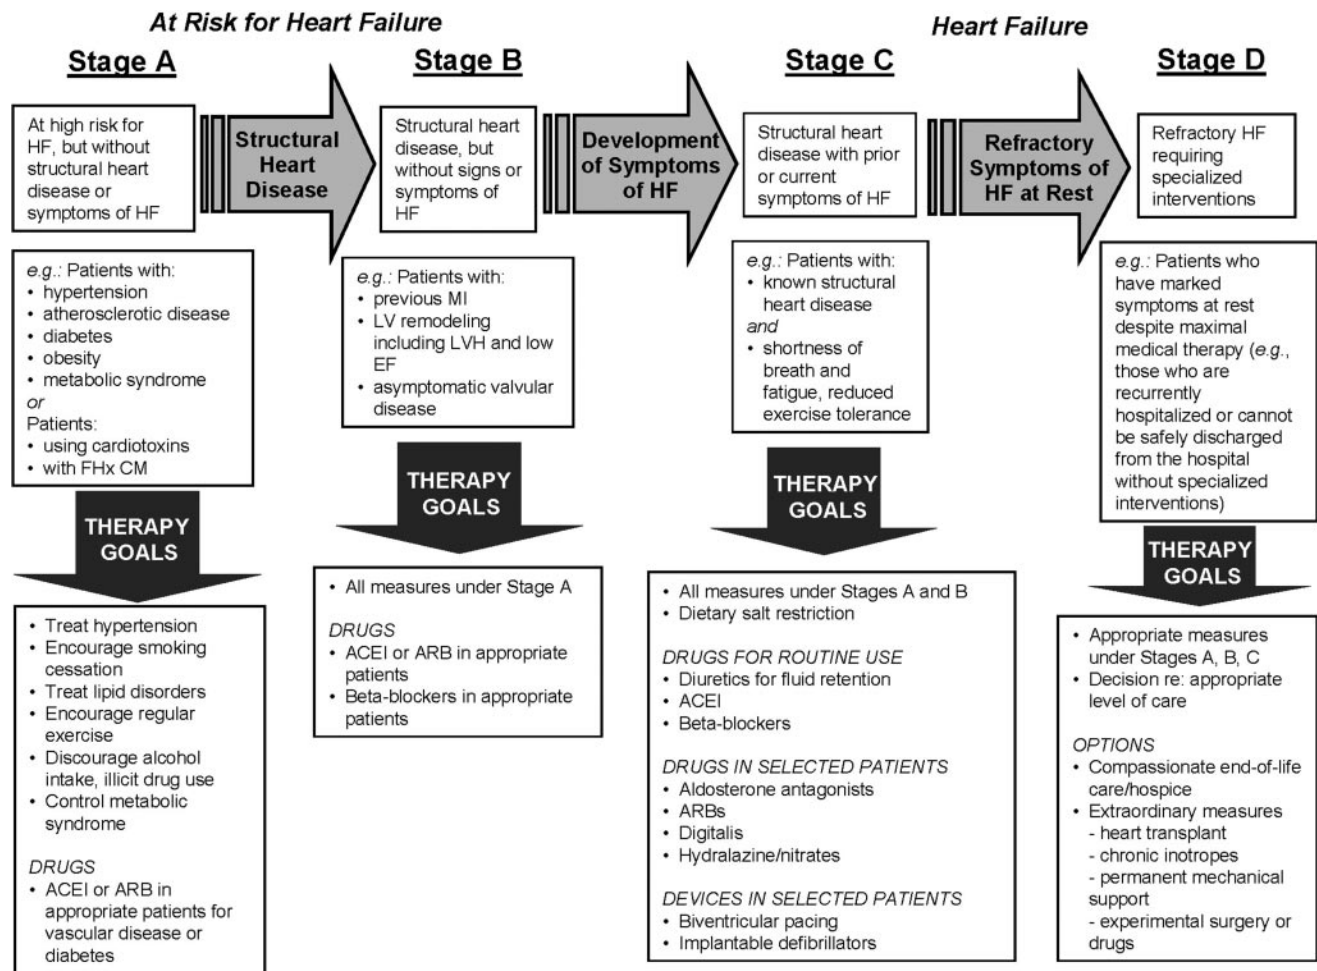 At Risk for Heart Failure
Heart Failure
Stage A
Stage B
Stage C
Stage D
At high risk for
HF, but without
structural heart
disease or
symptoms of HF
Structural
Heart
Disease
Structural heart
disease, but
without signs or
symptoms of
HF
Development
of Symptoms
of HF
Structural heart
disease with prior
or current
symptoms of HF
Refractory
Symptoms of
HF at Rest
Refractory HF
requiring
specialized
interventions
e.g.: Patients with:
• hypertension
• atherosclerotic disease
• diabetes
• obesity
• metabolic syndrome
or
Patients:
• using cardiotoxins
• with FHx CM
e.g.: Patients with:
• previous MI
• LV remodeling
including LVH and low
EF
• asymptomatic valvular
disease
e.g.: Patients with:
• known structural
heart disease
and
• shortness of
breath and
fatigue, reduced
exercise tolerance
e.g.: Patients who
have marked
symptoms at rest
despite maximal
medical therapy (e.g.,
those who are
recurrently
hospitalized or cannot
be safely discharged
from the hospital
without specialized
interventions)
THERAPY
GOALS
THERAPY
GOALS
THERAPY
GOALS
THERAPY
GOALS
• Treat hypertension
• Encourage smoking
cessation
• Treat lipid disorders
• Encourage regular
exercise
• Discourage alcohol
intake, illicit drug use
• Control metabolic
syndrome
DRUGS
• ACEI or ARB in
appropriate patients for
vascular disease or
diabetes
• All measures under Stage A
DRUGS
• ACEI or ARB in appropriate
patients
• Beta-blockers in appropriate
patients
• All measures under Stages A and B
• Dietary salt restriction
DRUGS FOR ROUTINE USE
• Diuretics for fluid retention
• ACEI
• Beta-blockers
DRUGS IN SELECTED PATIENTS
• Aldosterone antagonists
• ARBs
• Digitalis
• Hydralazine/nitrates
DEVICES IN SELECTED PATIENTS
• Biventricular pacing
• Implantable defibrillators
• Appropriate measures
under Stages A, B, C
• Decision re: appropriate
level of care
OPTIONS
• Compassionate end-of-life
care/hospice
• Extraordinary measures
- heart transplant
- chronic inotropes
- permanent mechanical
support
- experimental surgery or
drugs